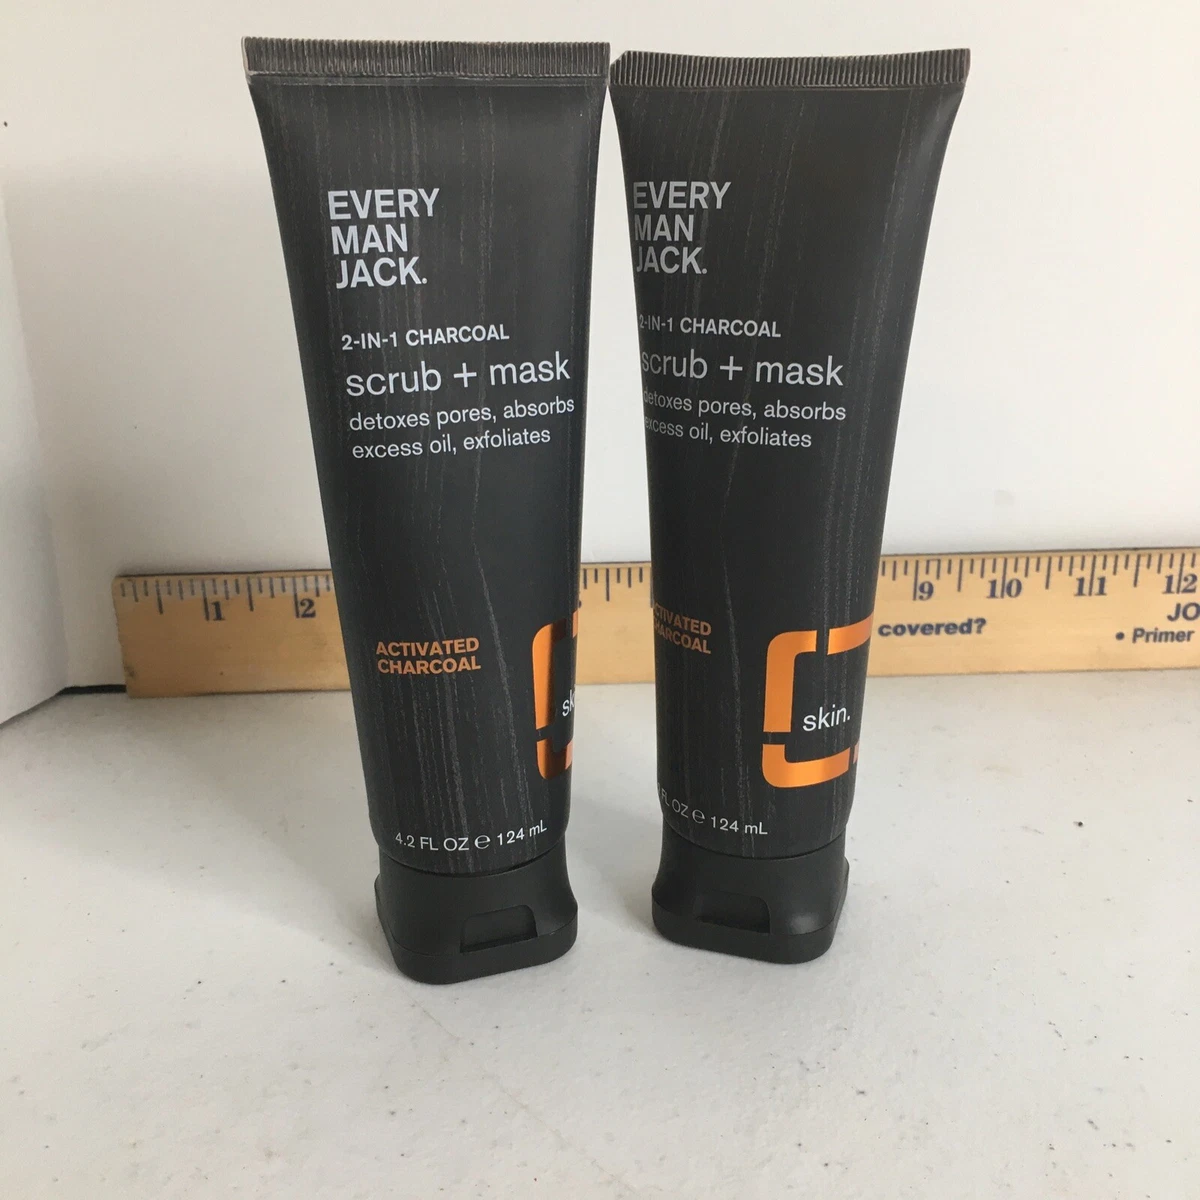 EVERY
MAN
JACK.
2-IN-1 CHARCOAL
scrub + mask
detoxes pores, absorbs
excess oil, exfoliates
ACTIVATED
CHARCOAL
4.2 FL OZ ℮ 124 mL
EVERY
MAN
JACK.
2-IN-1 CHARCOAL
scrub + mask
detoxes pores, absorbs
excess oil, exfoliates
ACTIVATED
CHARCOAL
skin.
FL OZ ℮ 124 mL
1 2
9 10 11 12
covered?
JO
• Primer